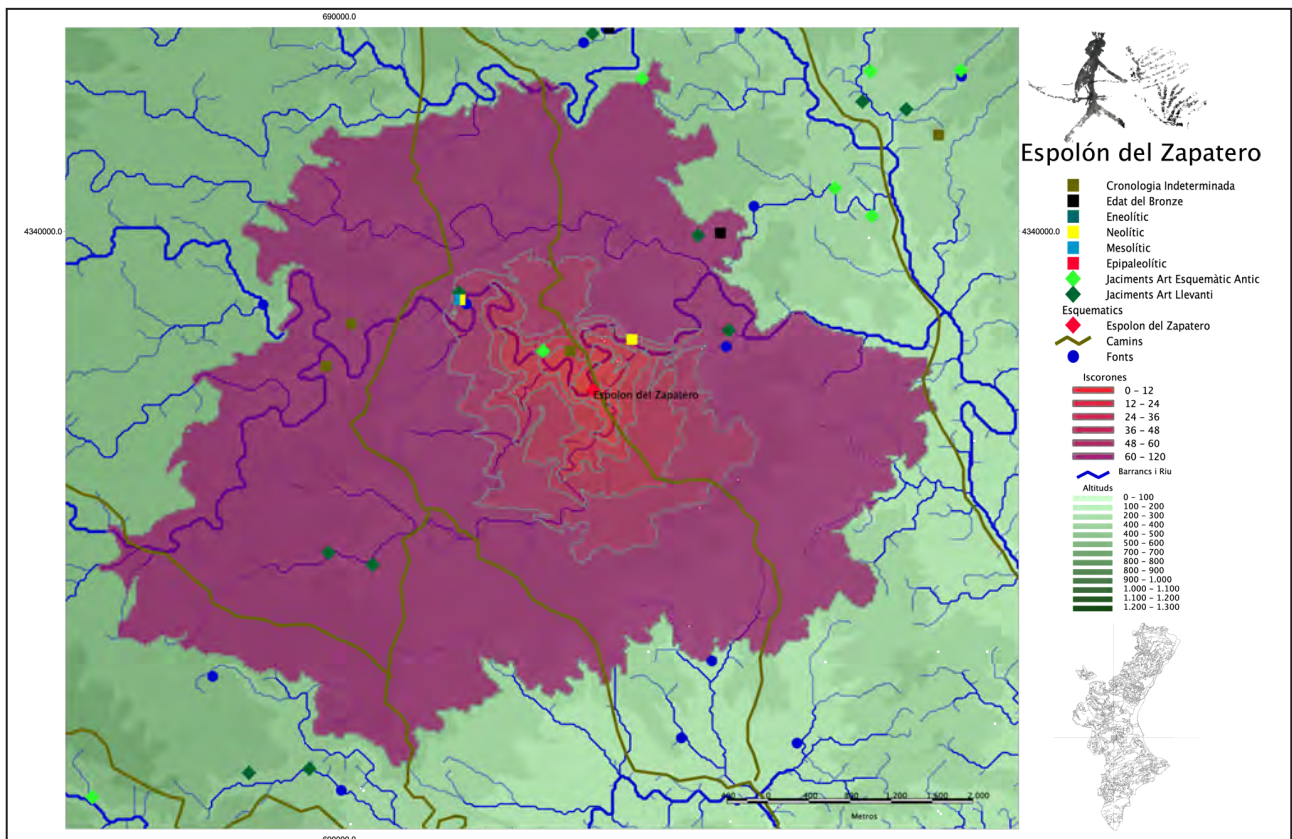 690000.0
Espolón del Zapatero
Cronologia Indeterminada
Edat del Bronze
Eneolític
4340000.0
4340000.0
Neolític
Mesolític
Epipaleolític
Jaciments Art Esquemàtic Antic
Jaciments Art Llevanti
Esquematics
Espolon del Zapatero
Camins
Fonts
Iscorones
0 - 12
12 - 24
24 - 36
36 - 48
48 - 60
60 - 120
Espolon del Zapatero
Barrancs i Riu
Altituds
0 - 100
100 - 200
200 - 300
400 - 400
400 - 500
500 - 600
700 - 700
800 - 800
800 - 900
900 - 1.000
1.000 - 1.100
1.100 - 1.200
1.200 - 1.300
400 800 1.200 1.600 2.000
Metros